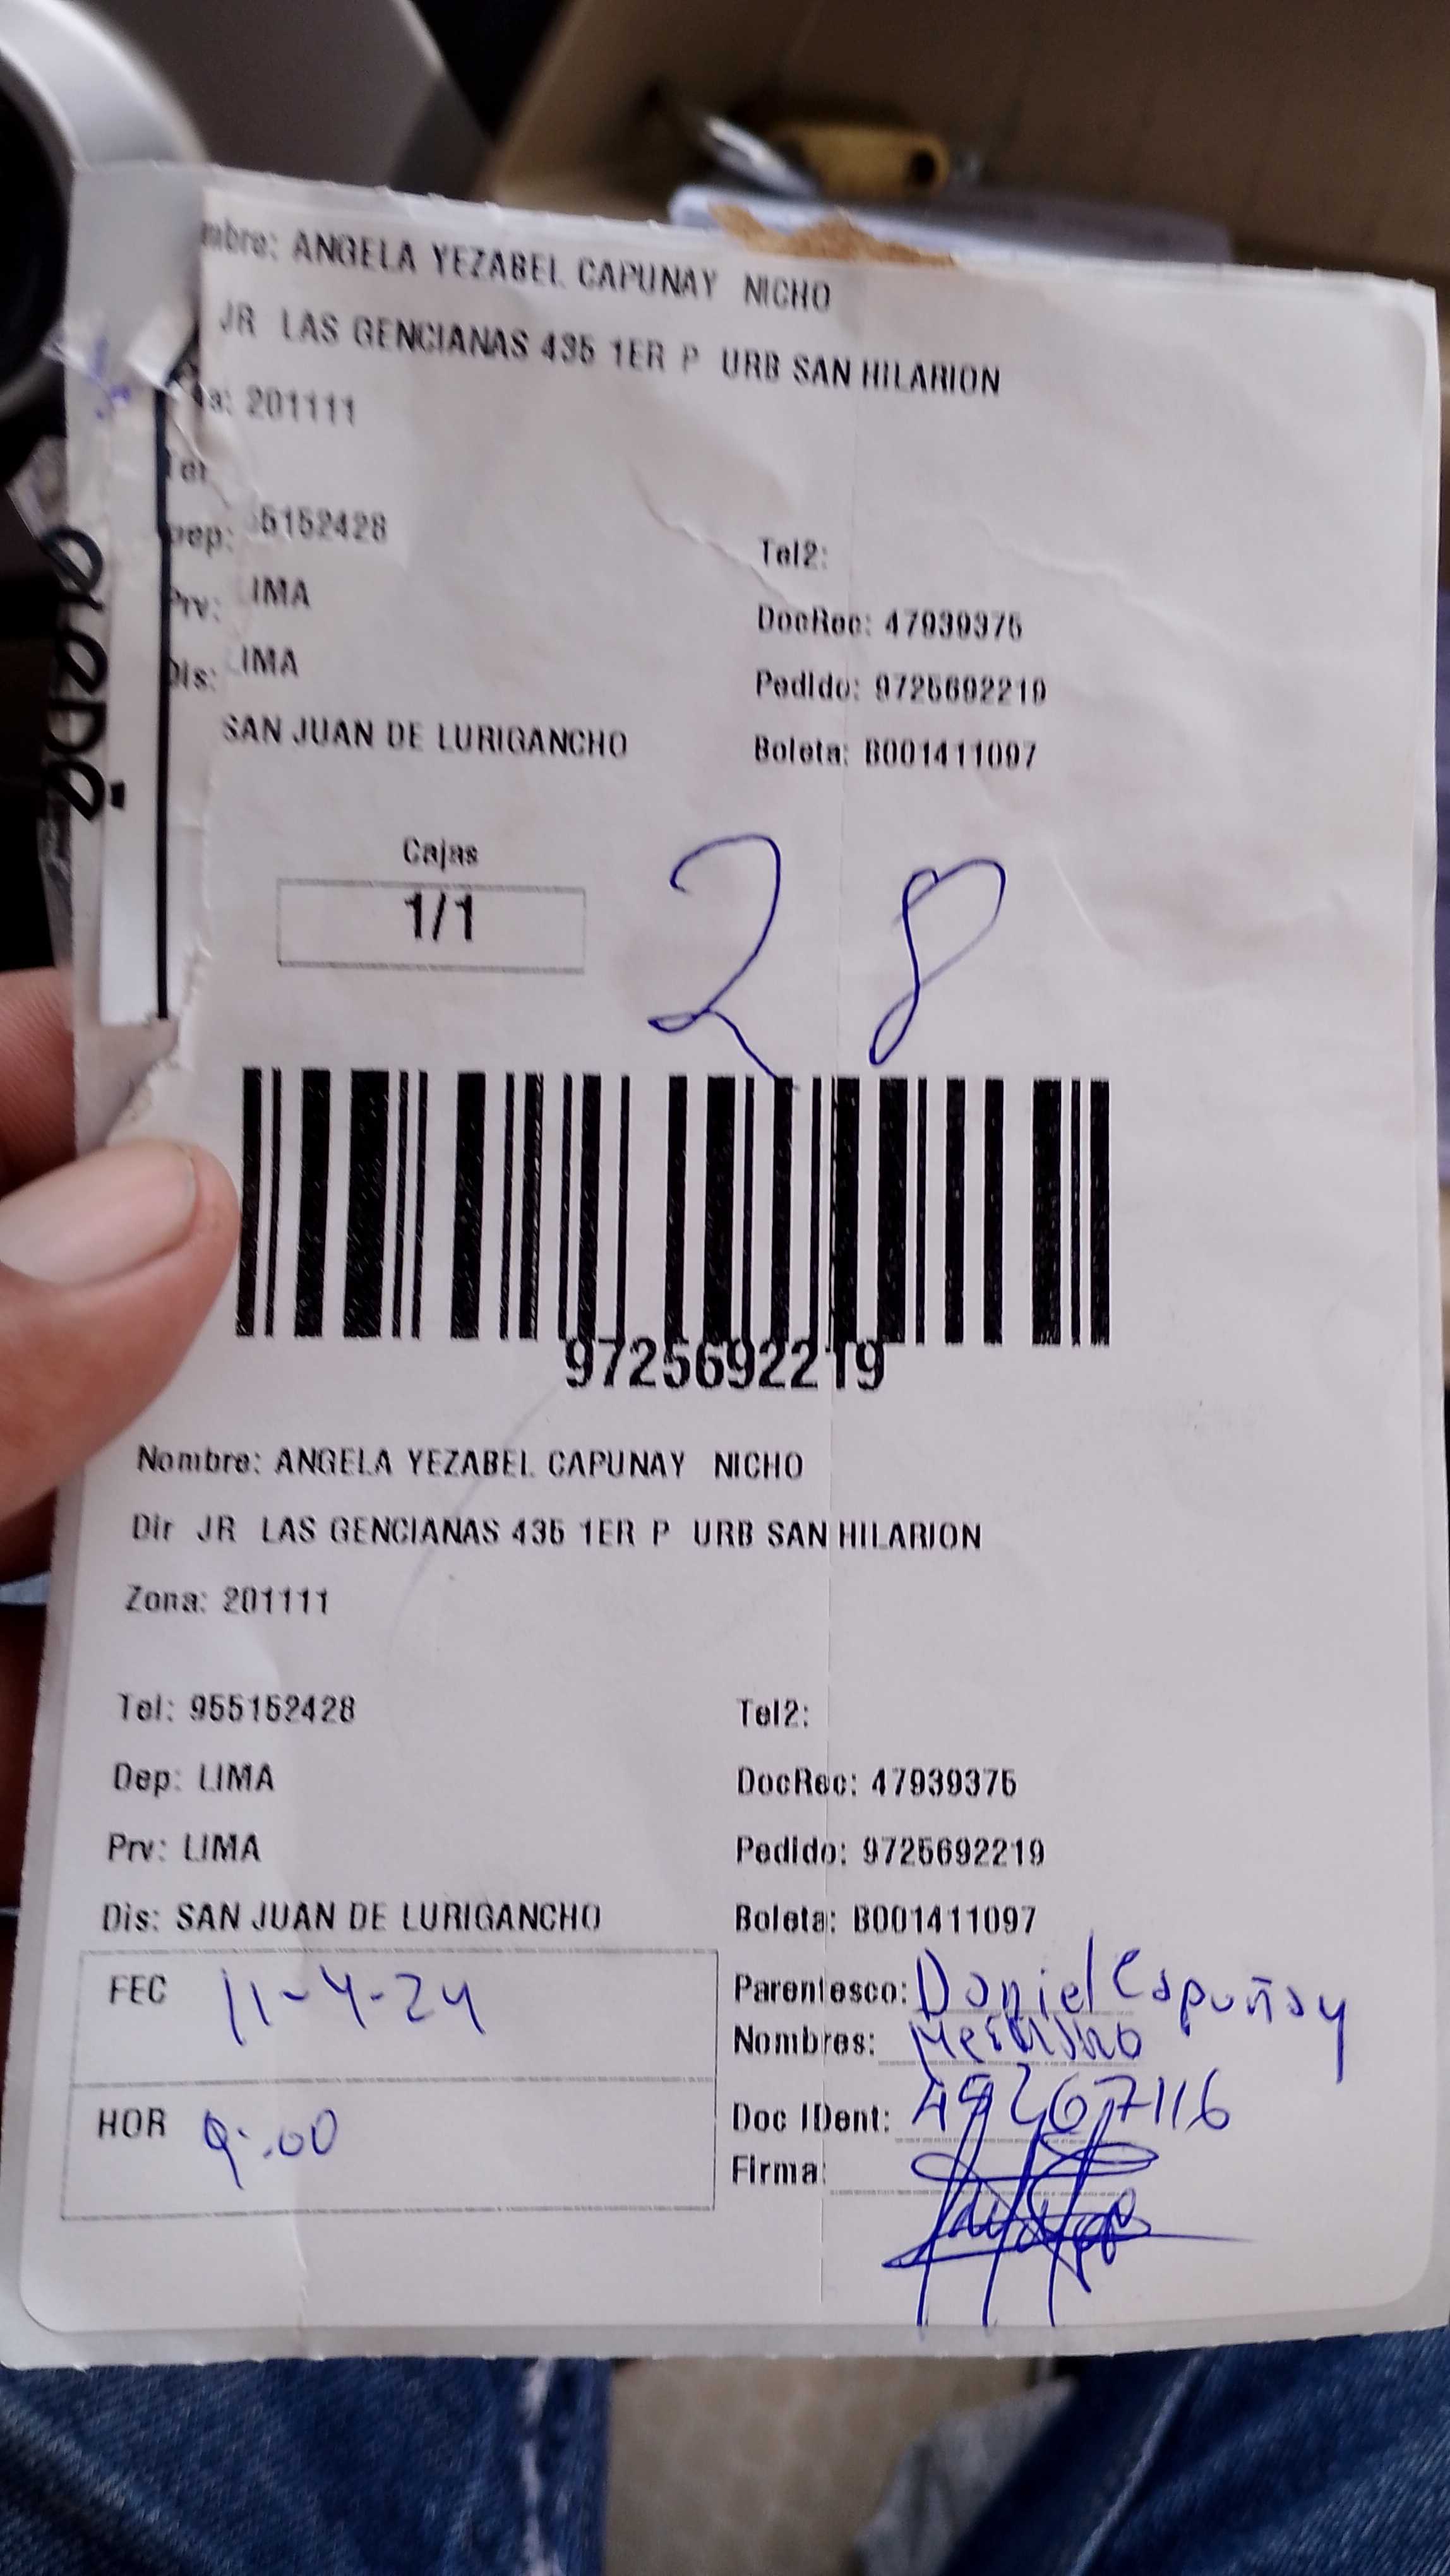 mbre: ANGELA YEZABEL CAPUNAY NICHO
JR LAS GENCIANAS 435 1ER P URB SAN HILARION
a: 201111
Tel
Dep: 5152428
Tel2:
Prv: LIMA
DocRec: 47939375
Dis: LIMA
Pedido: 9725692219
SAN JUAN DE LURIGANCHO
Boleta: B001411097
Cajas
1/1
28
9725692219
Nombre: ANGELA YEZABEL CAPUNAY NICHO
Dir JR LAS GENCIANAS 435 1ER P URB SAN HILARION
Zona: 201111
Tel: 955152428
Tel2:
Dep: LIMA
DocRec: 47939375
Prv: LIMA
Pedido: 9725692219
Dis: SAN JUAN DE LURIGANCHO
Boleta: B001411097
FEC 11-4-24
Parentesco: Daniel Capuñay
Nombres:
HOR 9:00
Doc IDent:
Firma: